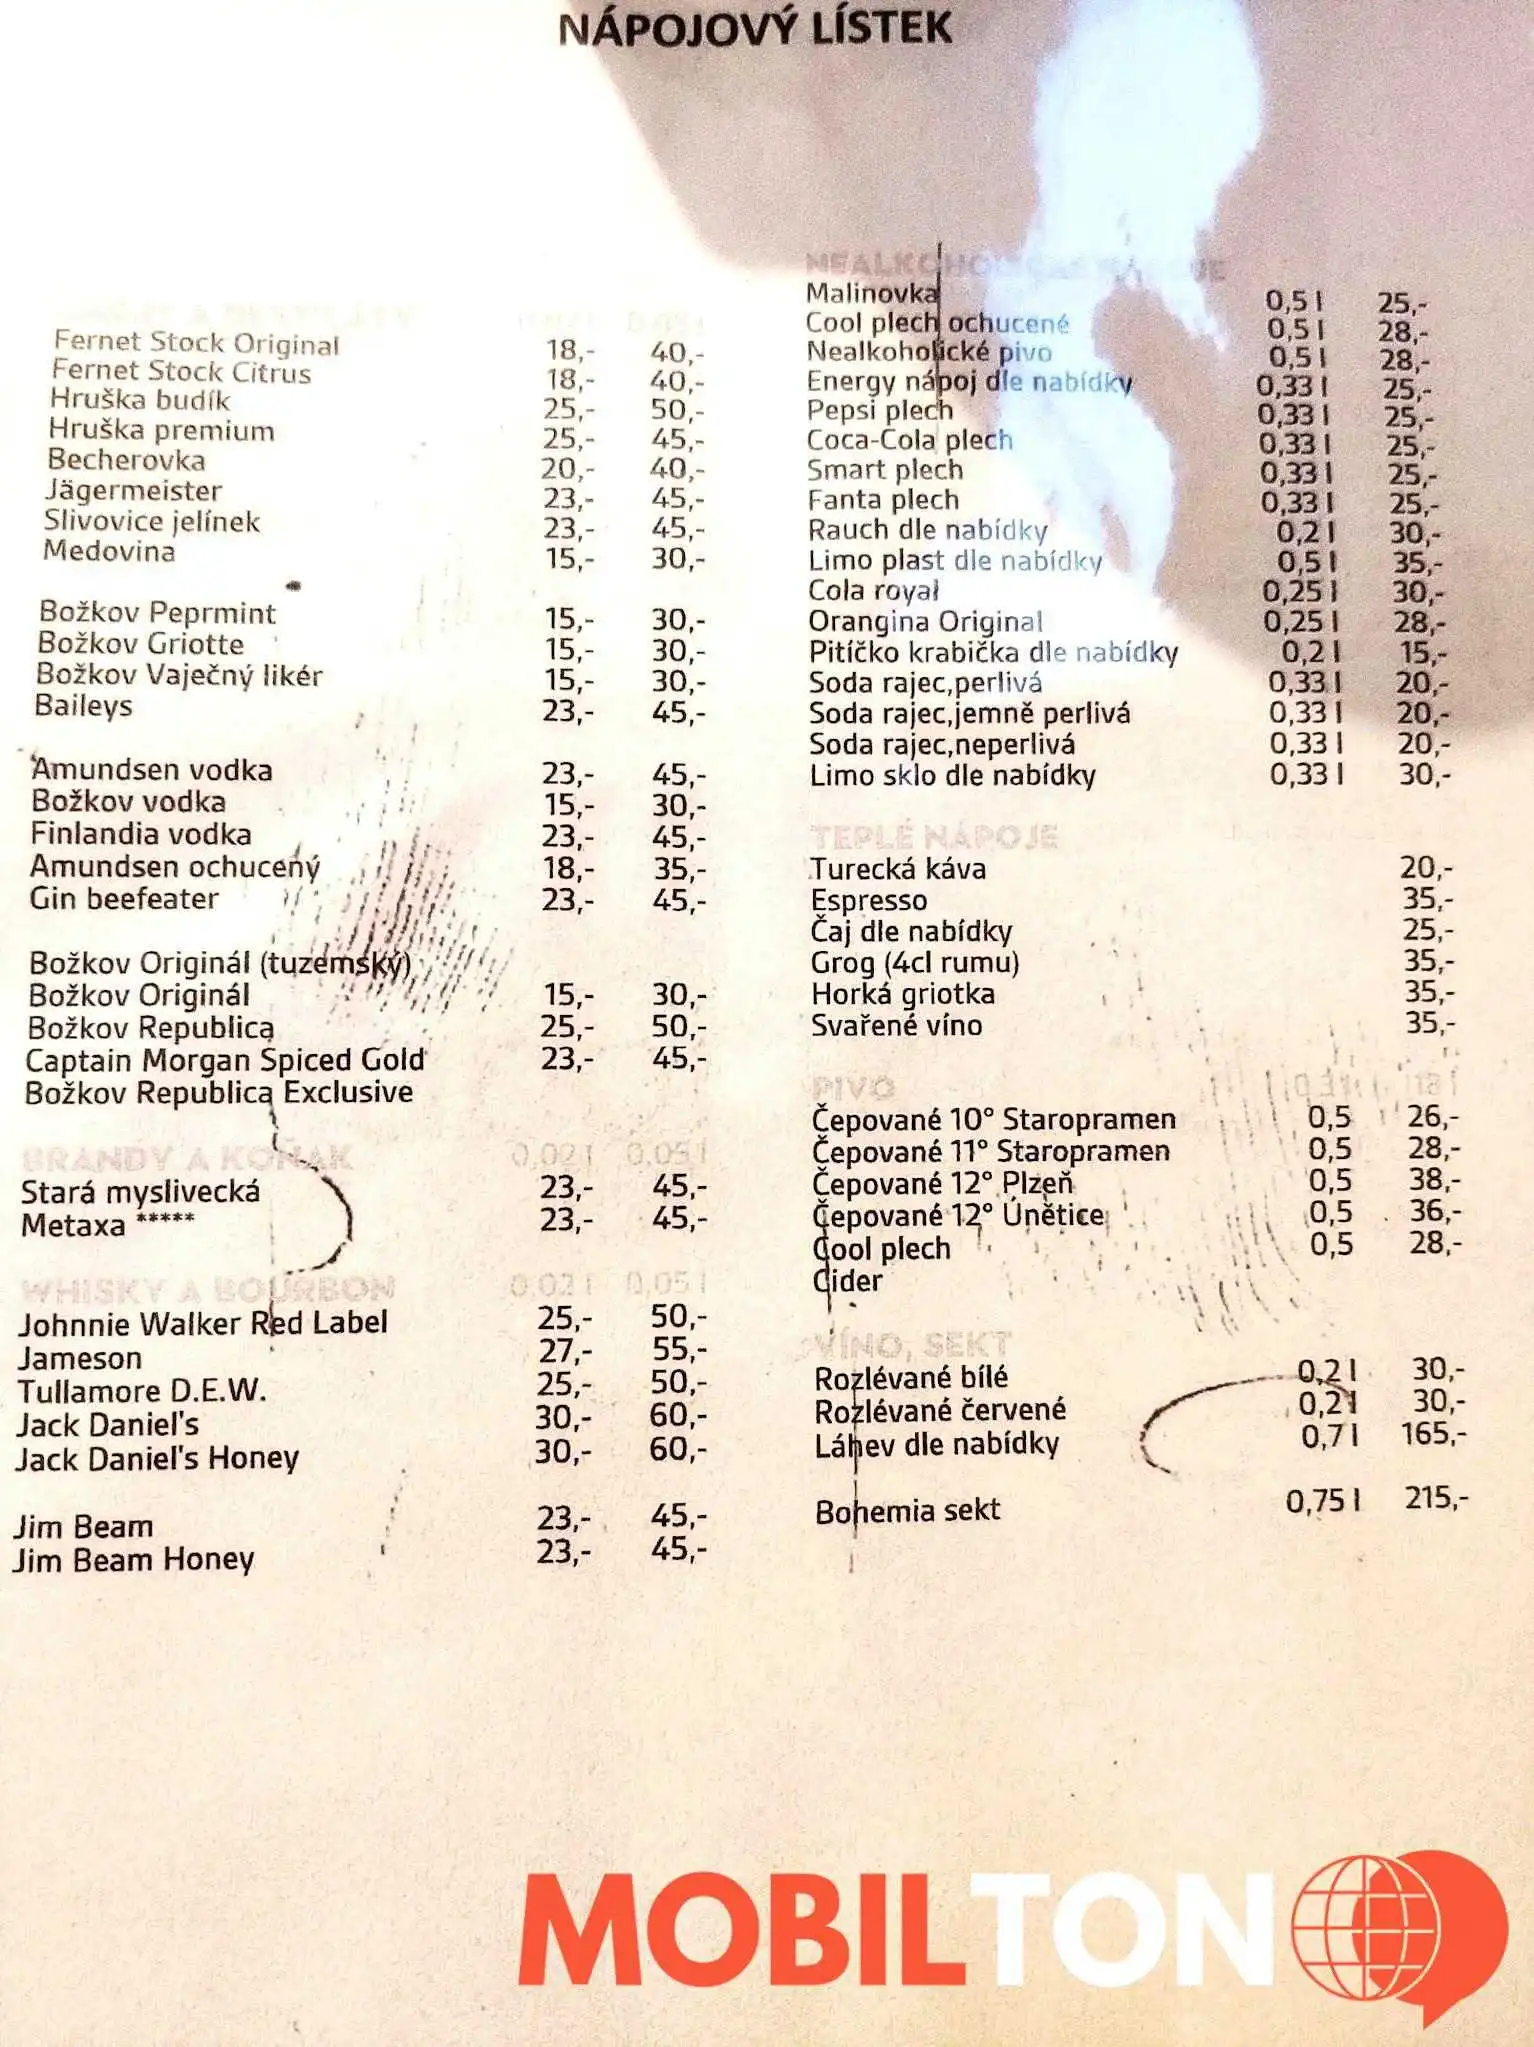 NÁPOJOVÝ LÍSTEK
Fernet Stock Original 18,- 40,-
Fernet Stock Citrus 18,- 40,-
Hruška budík 25,- 50,-
Hruška premium 25,- 45,-
Becherovka 20,- 40,-
Jägermeister 23,- 45,-
Slivovice jelínek 23,- 45,-
Medovina 15,- 30,-
Božkov Peprmint 15,- 30,-
Božkov Griotte 15,- 30,-
Božkov Vaječný likér 15,- 30,-
Baileys 23,- 45,-
Amundsen vodka 23,- 45,-
Božkov vodka 15,- 30,-
Finlandia vodka 23,- 45,-
Amundsen ochucený 18,- 35,-
Gin beefeater 23,- 45,-
Božkov Originál (tuzemský)
Božkov Originál 15,- 30,-
Božkov Republica 25,- 50,-
Captain Morgan Spiced Gold 23,- 45,-
Božkov Republica Exclusive
BRANDY A KOŇAK 0,02 l 0,05 l
Stará myslivecká 23,- 45,-
Metaxa ***** 23,- 45,-
WHISKY A BOURBON 0,02 l 0,05 l
Johnnie Walker Red Label 25,- 50,-
Jameson 27,- 55,-
Tullamore D.E.W. 25,- 50,-
Jack Daniel's 30,- 60,-
Jack Daniel's Honey 30,- 60,-
Jim Beam 23,- 45,-
Jim Beam Honey 23,- 45,-
NEALKOHOLICKÉ NÁPOJE
Malinovka 0,5 l 25,-
Cool plech ochucené 0,5 l 28,-
Nealkoholické pivo 0,5 l 28,-
Energy nápoj dle nabídky 0,33 l 25,-
Pepsi plech 0,33 l 25,-
Coca-Cola plech 0,33 l 25,-
Smart plech 0,33 l 25,-
Fanta plech 0,33 l 25,-
Rauch dle nabídky 0,2 l 30,-
Limo plast dle nabídky 0,5 l 35,-
Cola royal 0,25 l 30,-
Orangina Original 0,25 l 28,-
Pitíčko krabička dle nabídky 0,2 l 15,-
Soda rajec,perlivá 0,33 l 20,-
Soda rajec,jemně perlivá 0,33 l 20,-
Soda rajec,neperlivá 0,33 l 20,-
Limo sklo dle nabídky 0,33 l 30,-
TEPLÉ NÁPOJE
Turecká káva 20,-
Espresso 35,-
Čaj dle nabídky 25,-
Grog (4cl rumu) 35,-
Horká griotka 35,-
Svařené víno 35,-
PIVO
Čepované 10° Staropramen 0,5 26,-
Čepované 11° Staropramen 0,5 28,-
Čepované 12° Plzeň 0,5 38,-
Čepované 12° Únětice 0,5 36,-
Cool plech 0,5 28,-
Cider
VÍNO, SEKT
Rozlévané bílé 0,2 l 30,-
Rozlévané červené 0,2 l 30,-
Láhev dle nabídky 0,7 l 165,-
Bohemia sekt 0,75 l 215,-
MOBILTON